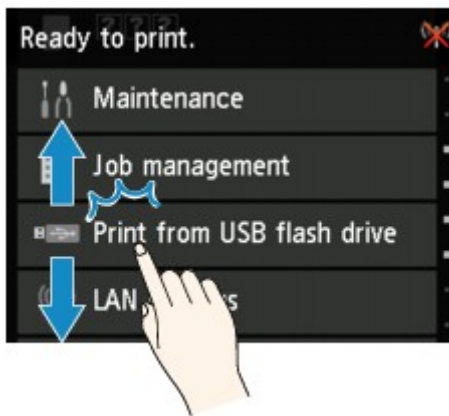 ???
Ready to print.
Maintenance
Job management
Print from USB flash drive
LAN